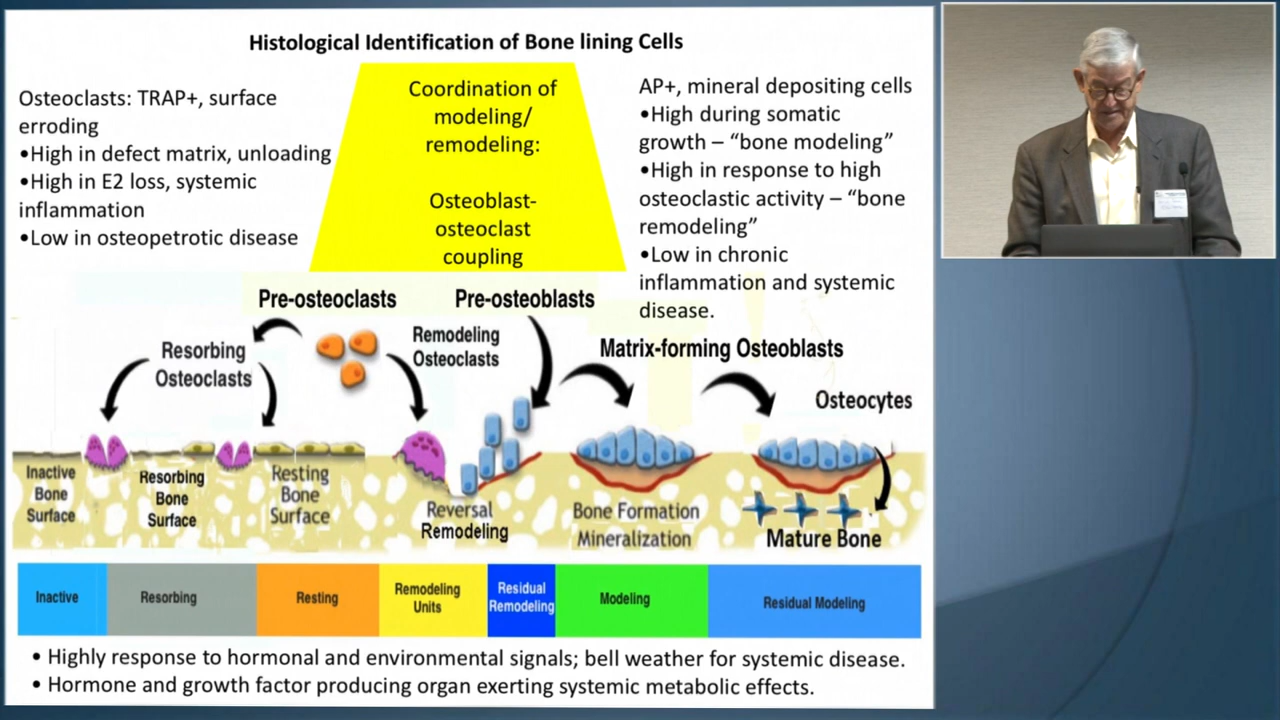 Histological Identification of Bone lining Cells
Osteoclasts: TRAP+, surface
erroding
•High in defect matrix, unloading
•High in E2 loss, systemic
inflammation
•Low in osteopetrotic disease
Coordination of
modeling/
remodeling:
Osteoblast-
osteoclast
coupling
AP+, mineral depositing cells
•High during somatic
growth – “bone modeling”
•High in response to high
osteoclastic activity – “bone
remodeling”
•Low in chronic
inflammation and systemic
disease.
Pre-osteoclasts
Pre-osteoblasts
Resorbing
Osteoclasts
Remodeling
Osteoclasts
Matrix-forming Osteoblasts
Osteocytes
Inactive
Bone
Surface
Resorbing
Bone
Surface
Resting
Bone
Surface
Reversal
Remodeling
Bone Formation
Mineralization
Mature Bone
Inactive
Resorbing
Resting
Remodeling
Units
Residual
Remodeling
Modeling
Residual Modeling
• Highly response to hormonal and environmental signals; bell weather for systemic disease.
• Hormone and growth factor producing organ exerting systemic metabolic effects.